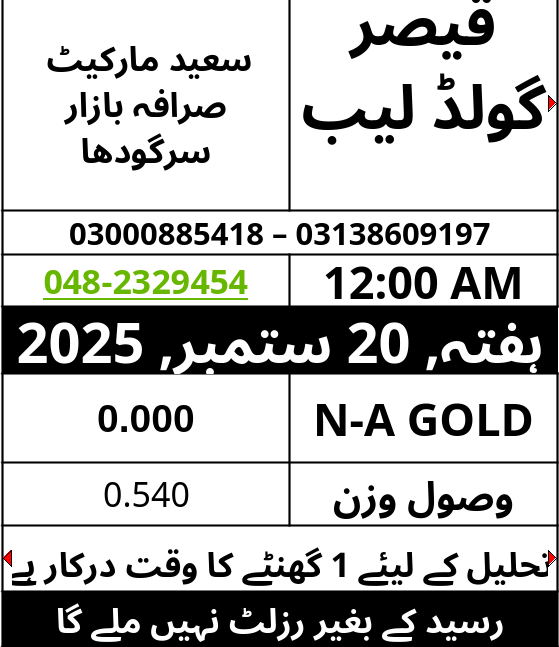 قیصر
گولڈ لیب
سعید مارکیٹ
صرافہ بازار
سرگودھا
03000885418 – 03138609197
12:00 AM
048-2329454
ہفتہ, 20 ستمبر, 2025
N-A GOLD
0.000
وصول وزن
0.540
تحلیل کے لیئے 1 گھنٹے کا وقت درکار ہے
رسید کے بغیر رزلٹ نہیں ملے گا